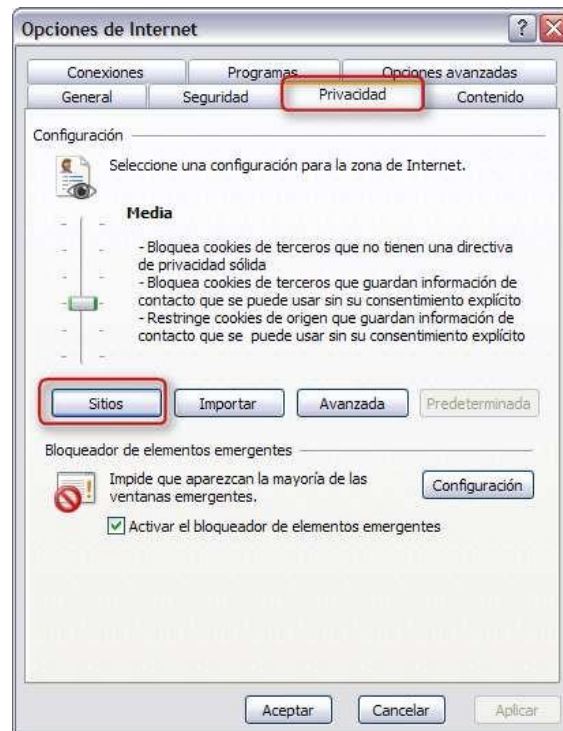 Opciones de Internet
Conexiones
Programas
Opciones avanzadas
General
Seguridad
Privacidad
Contenido
Configuración
Seleccione una configuración para la zona de Internet.
Media
- Bloquea cookies de terceros que no tienen una directiva
de privacidad sólida
- Bloquea cookies de terceros que guardan información de
contacto que se puede usar sin su consentimiento explícito
- Restringe cookies de origen que guardan información de
contacto que se puede usar sin su consentimiento explícito
Sitios
Importar
Avanzada
Predeterminada
Bloqueador de elementos emergentes
Impide que aparezcan la mayoría de las
ventanas emergentes.
Configuración
Activar el bloqueador de elementos emergentes
Aceptar
Cancelar
Aplicar